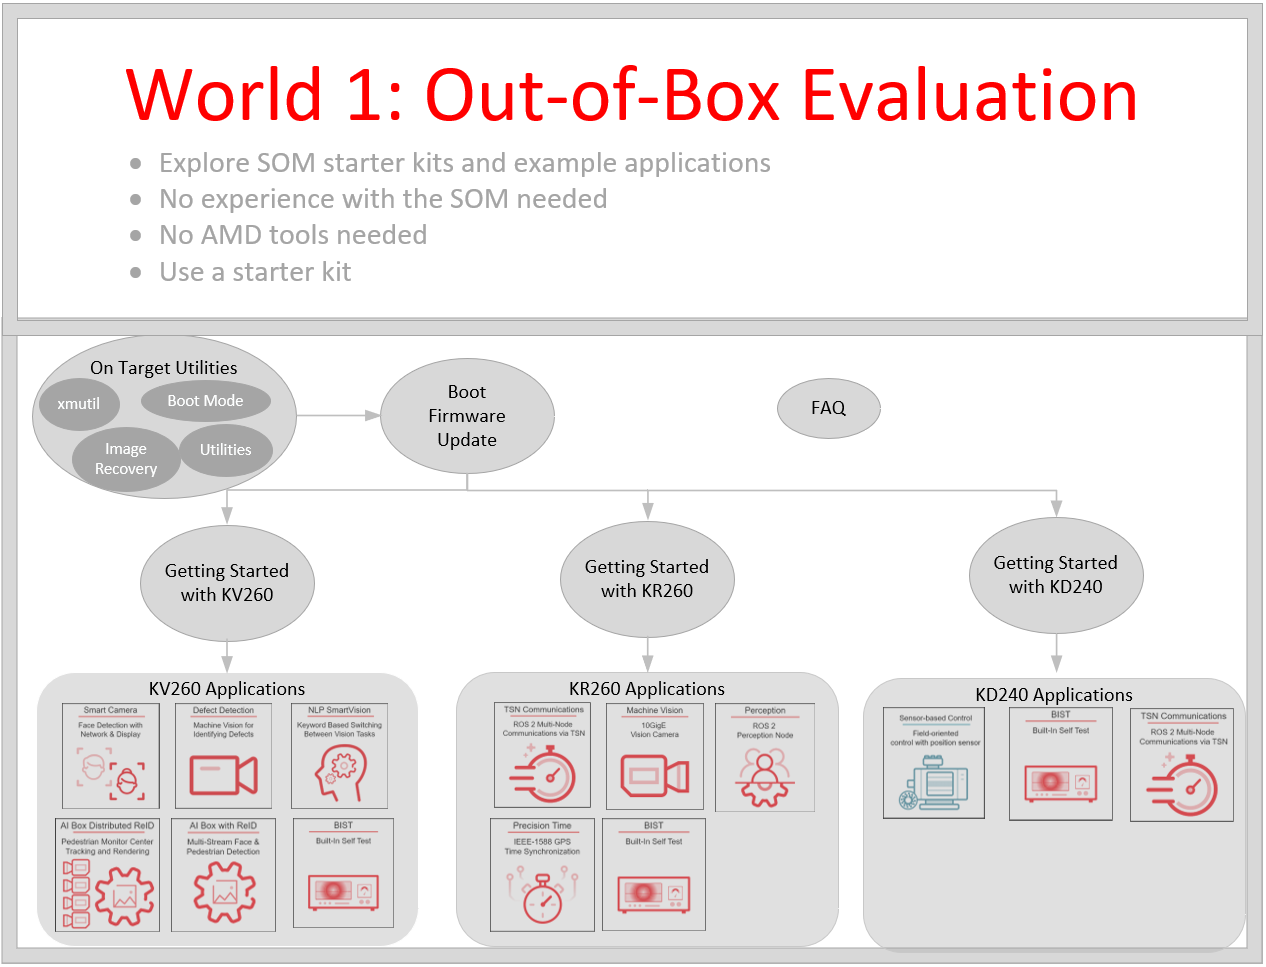 World 1: Out-of-Box Evaluation
• Explore SOM starter kits and example applications
• No experience with the SOM needed
• No AMD tools needed
• Use a starter kit
On Target Utilities
xmutil
Boot Mode
Image
Recovery
Utilities
Boot
Firmware
Update
FAQ
Getting Started
with KV260
Getting Started
with KR260
Getting Started
with KD240
KV260 Applications
Smart Camera
Face Detection with
Network & Display
Defect Detection
Machine Vision for
Identifying Defects
NLP SmartVision
Keyword Based Switching
Between Vision Tasks
AI Box Distributed ReID
Pedestrian Monitor Center
Tracking and Rendering
AI Box with ReID
Multi-Stream Face &
Pedestrian Detection
BIST
Built-In Self Test
KR260 Applications
TSN Communications
ROS 2 Multi-Node
Communications via TSN
Machine Vision
10GigE
Vision Camera
Perception
ROS 2
Perception Node
Precision Time
IEEE-1588 GPS
Time Synchronization
BIST
Built-In Self Test
KD240 Applications
Sensor-based Control
Field-oriented
control with position sensor
BIST
Built-In Self Test
TSN Communications
ROS 2 Multi-Node
Communications via TSN